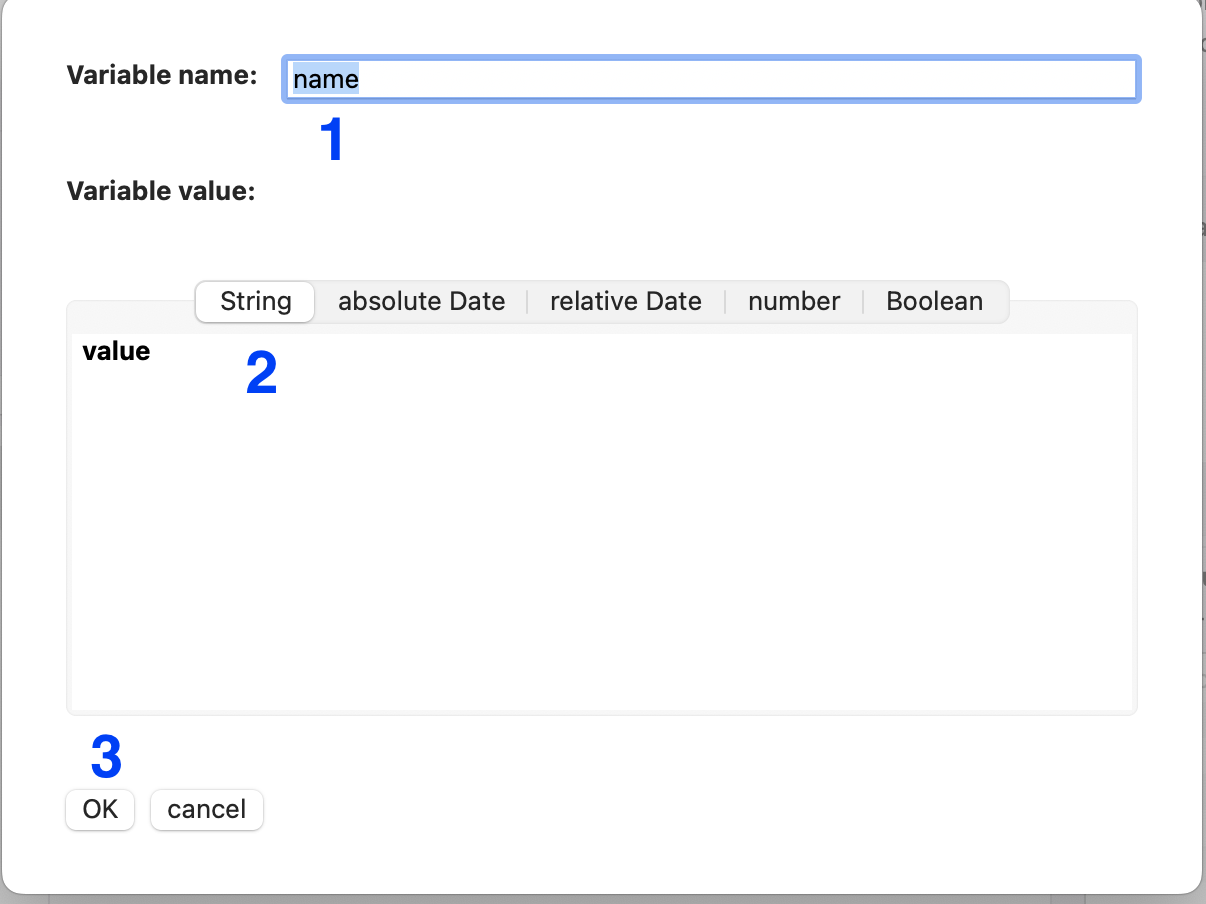 Variable name: name
1
Variable value:
String absolute Date relative Date number Boolean
value
2
3
OK cancel